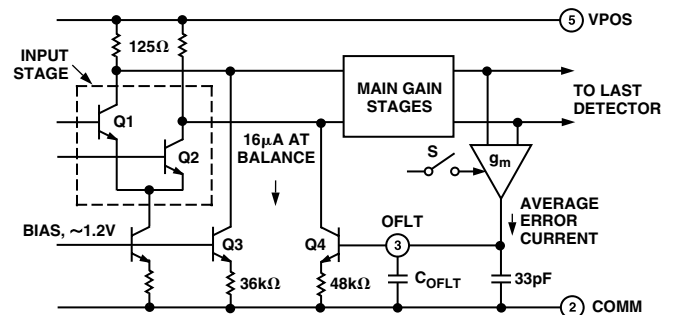 5 VPOS
INPUT
STAGE
125Ω
MAIN GAIN
STAGES
TO LAST
DETECTOR
Q1
Q2
16μA AT
BALANCE
S
gm
AVERAGE
ERROR
CURRENT
BIAS, ~1.2V
Q3
Q4
OFLT
3
36kΩ
48kΩ
COFLT
33pF
2 COMM